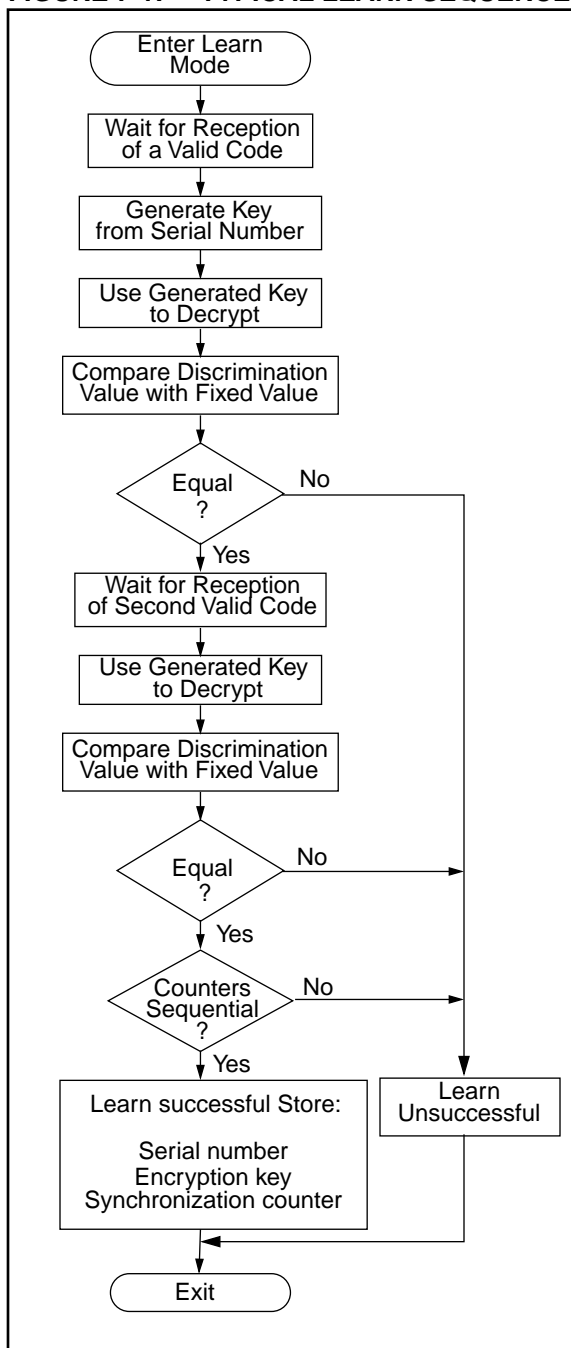 Enter Learn
Mode
Wait for Reception
of a Valid Code
Generate Key
from Serial Number
Use Generated Key
to Decrypt
Compare Discrimination
Value with Fixed Value
Equal
?
No
Yes
Wait for Reception
of Second Valid Code
Use Generated Key
to Decrypt
Compare Discrimination
Value with Fixed Value
Equal
?
No
Yes
Counters
Sequential
?
No
Yes
Learn successful Store:
Serial number
Encryption key
Synchronization counter
Learn
Unsuccessful
Exit